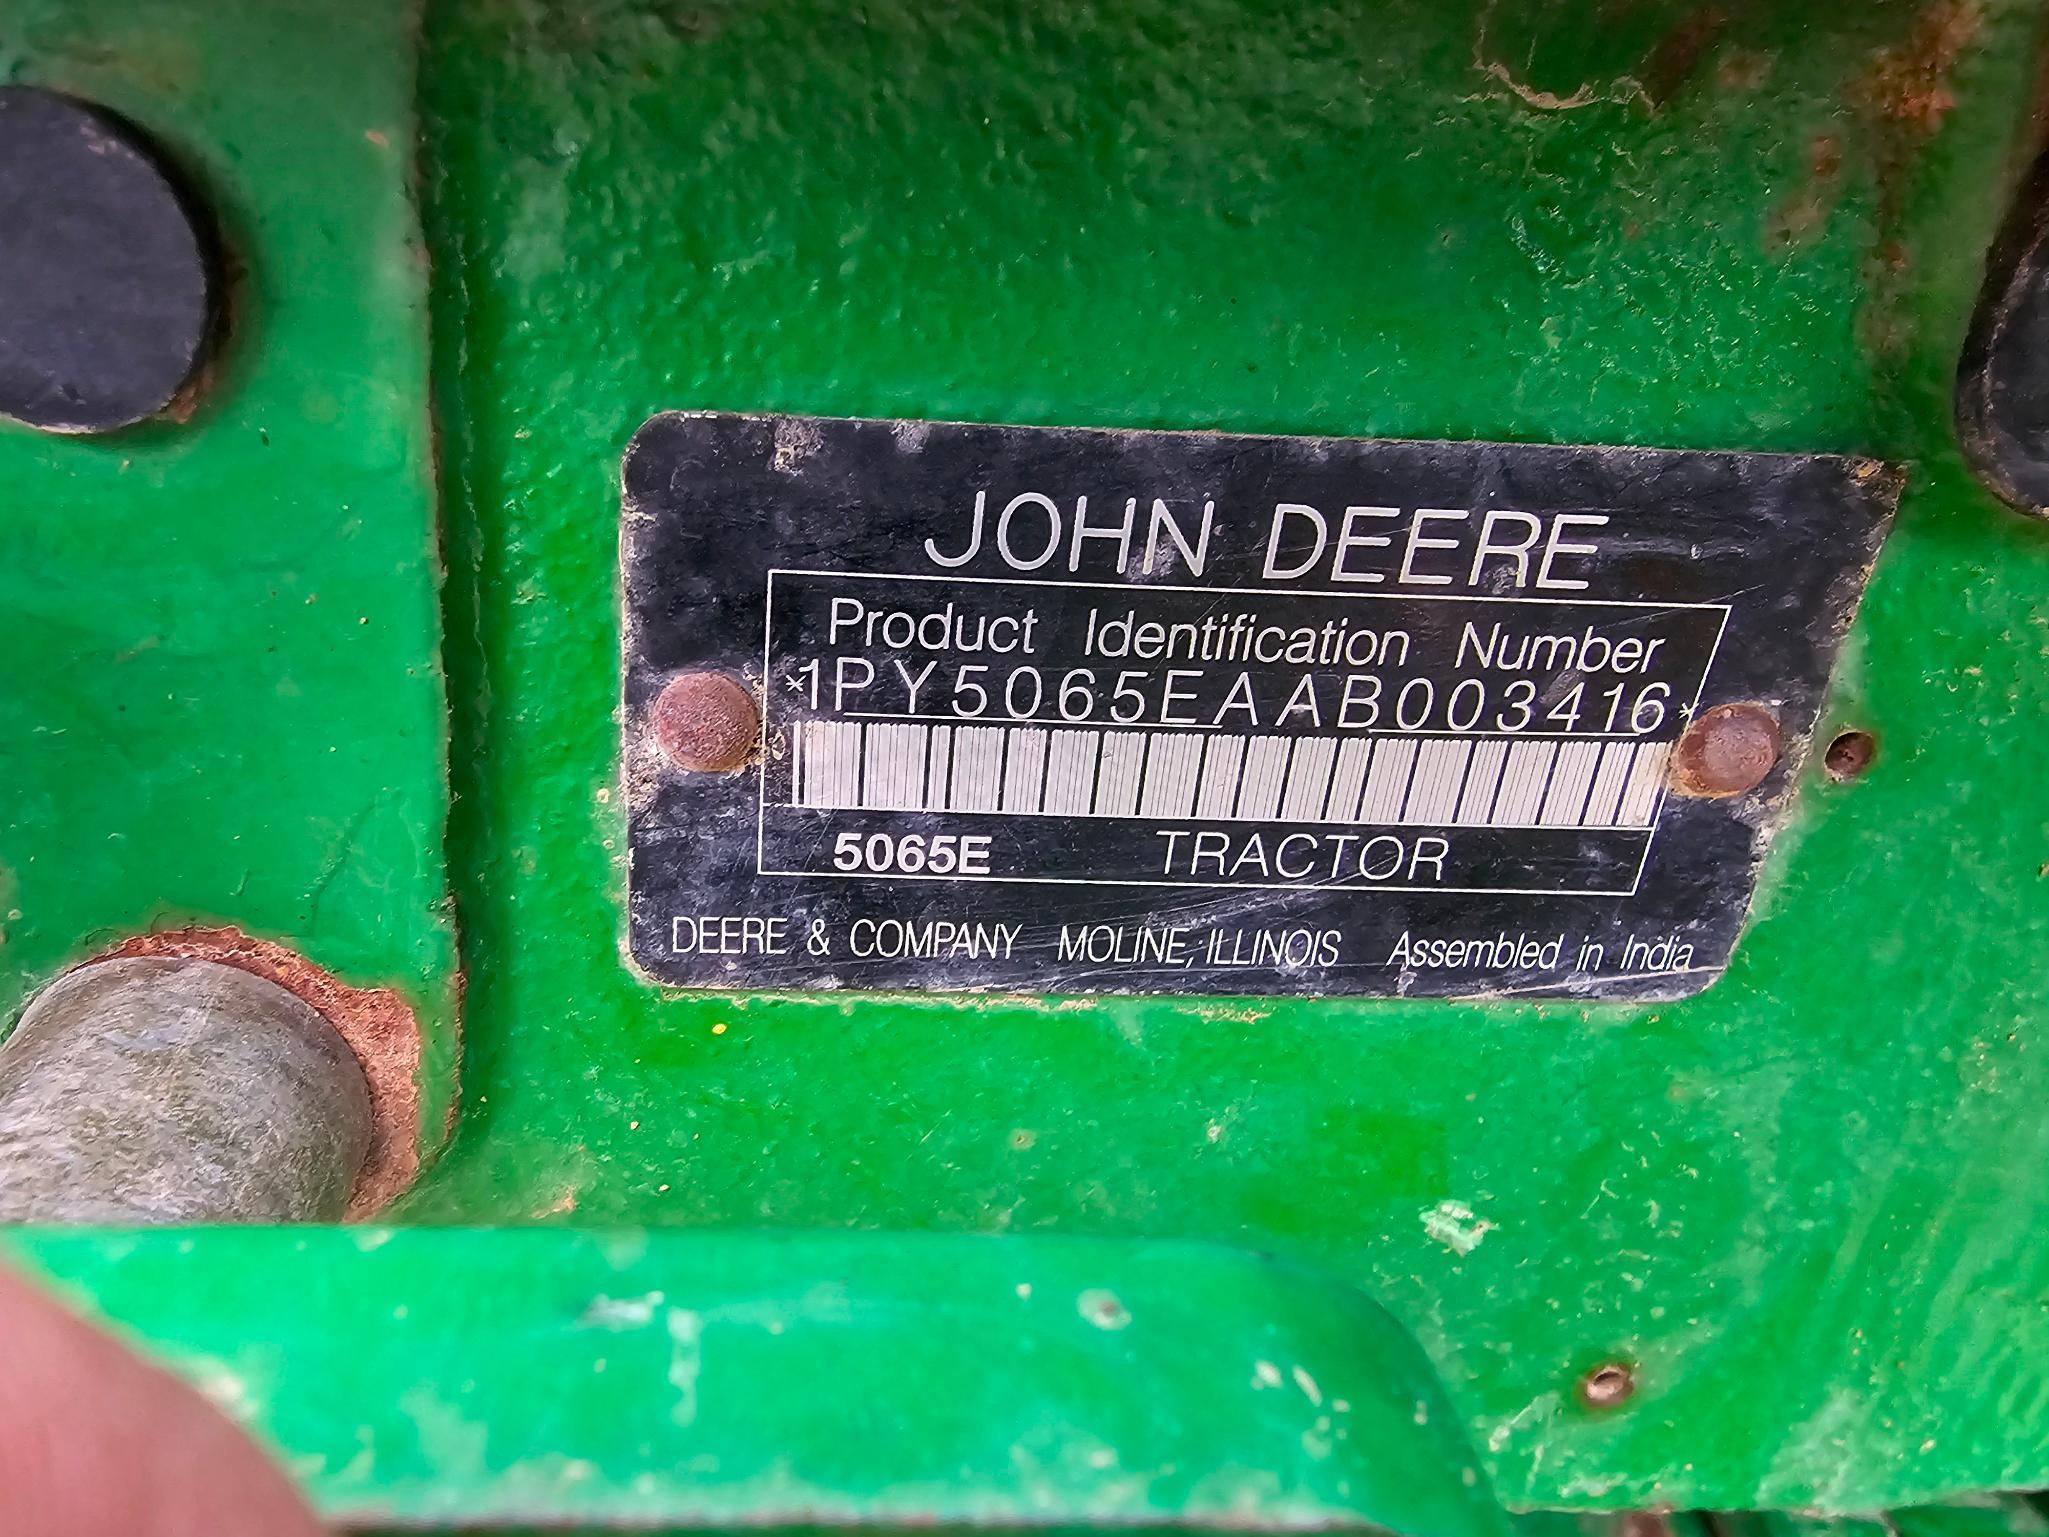 JOHN DEERE
Product Identification Number
*1PY5065EAAB003416*
5065E TRACTOR
DEERE & COMPANY MOLINE, ILLINOIS Assembled in India